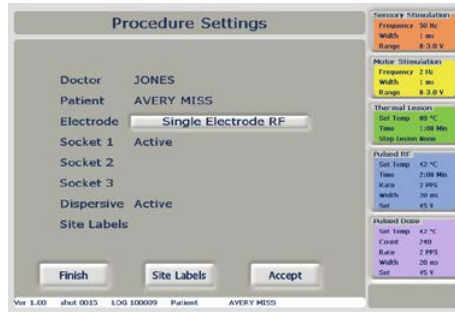 Procedure Settings
Doctor JONES
Patient AVERY MISS
Electrode Single Electrode RF
Socket 1 Active
Socket 2
Socket 3
Dispersive Active
Site Labels
Finish Site Labels Accept
Ver 1.00 shot 0015 LOG 100009 Patient AVERY MISS
Sensory Stimulation
Frequency 50 Hz
Width 1 ms
Range 0-3.0 V
Motor Stimulation
Frequency 2 Hz
Width 1 ms
Range 0-3.0 V
Thermal Lesion
Set Temp 80 °C
Time 1:00 Min
Step Lesion None
Pulsed RF
Set Temp 42 °C
Time 2:00 Min
Rate 2 PPS
Width 20 ms
Set 45 V
Pulsed Dose
Set Temp 42 °C
Count 240
Rate 2 PPS
Width 20 ms
Set 45 V